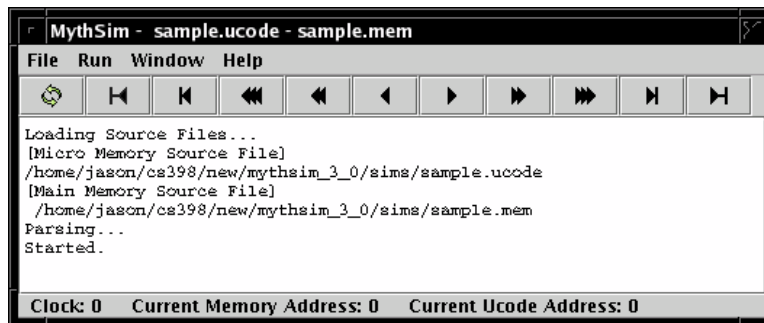 MythSim - sample.ucode - sample.mem
File Run Window Help
Loading Source Files...
[Micro Memory Source File]
/home/jason/cs398/new/mythsim_3_0/sims/sample.ucode
[Main Memory Source File]
/home/jason/cs398/new/mythsim_3_0/sims/sample.mem
Parsing...
Started.
Clock: 0 Current Memory Address: 0 Current Ucode Address: 0